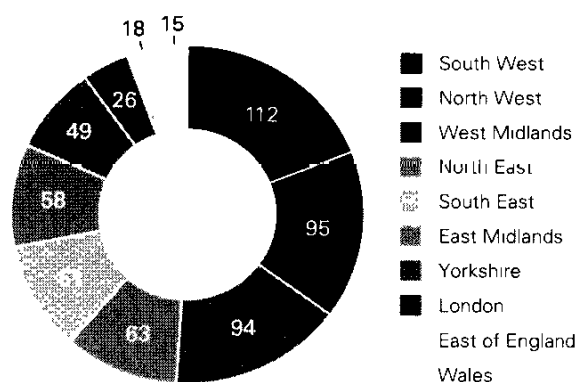 18 15
112
26
49
95
58
94
63
South West
North West
West Midlands
North East
South East
East Midlands
Yorkshire
London
East of England
Wales